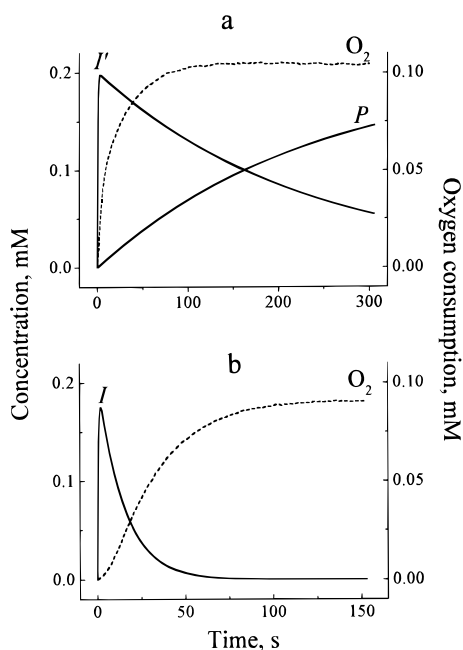 a
I′
O2
0.2
0.10
P
0.1
0.05
0.0
0.00
0 100 200 300
Concentration, mM
Oxygen consumption, mM
b
I
O2
0.2
0.10
0.1
0.05
0.0
0.00
0 50 100 150
Time, s